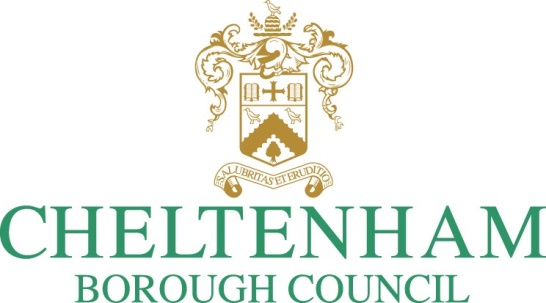 SALUBRITAS ET ERUDITIO
CHELTENHAM
BOROUGH COUNCIL